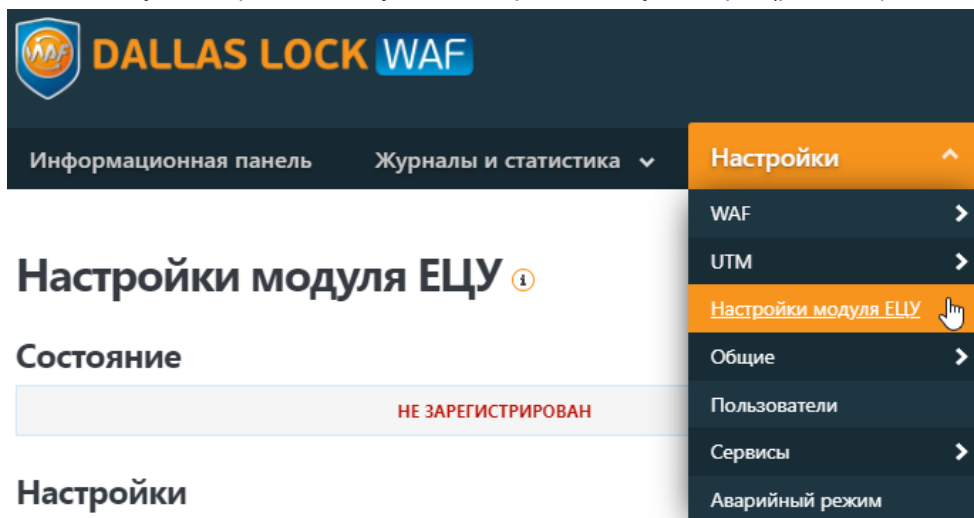 WAF
DALLAS LOCK WAF
Информационная панель
Журналы и статистика
Настройки
WAF
UTM
Настройки модуля ЕЦУ
Общие
Пользователи
Сервисы
Аварийный режим
Настройки модуля ЕЦУ
Состояние
НЕ ЗАРЕГИСТРИРОВАН
Настройки